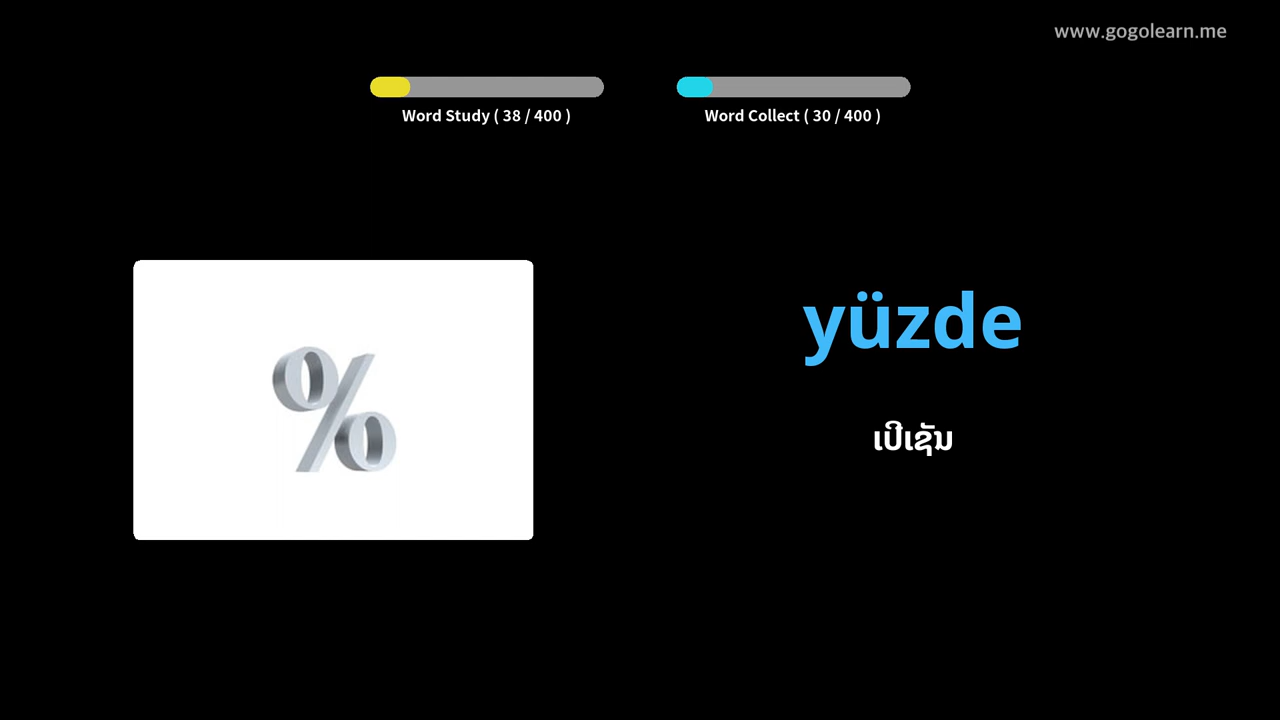 www.gogolearn.me
Word Study ( 38 / 400 )
Word Collect ( 30 / 400 )
%
yüzde
ເປີເຊັນ